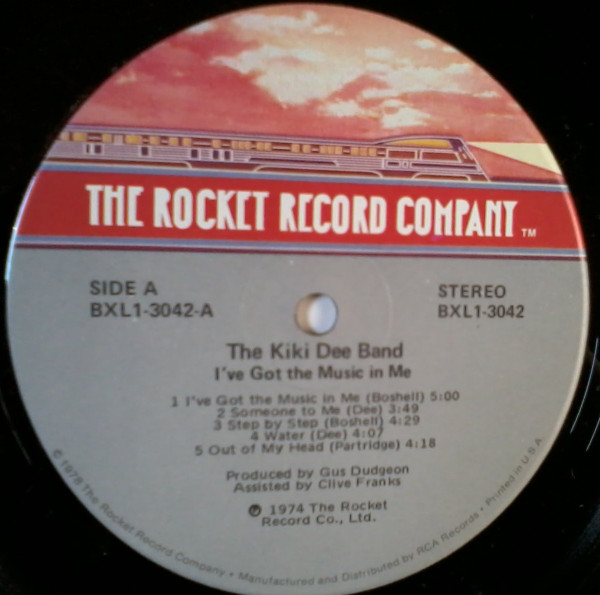 THE ROCKET RECORD COMPANY TM
SIDE A
BXL1-3042-A
STEREO
BXL1-3042
The Kiki Dee Band
I've Got the Music in Me
1 I've Got the Music in Me (Boshell) 5:00
2 Someone to Me (Dee) 3:49
3 Step by Step (Boshell) 4:29
4 Water (Dee) 4:07
5 Out of My Head (Partridge) 4:18
Produced by Gus Dudgeon
Assisted by Clive Franks
℗ 1974 The Rocket
Record Co., Ltd.
© 1978 The Rocket Record Company • Manufactured and Distributed by RCA Records • Printed in U.S.A